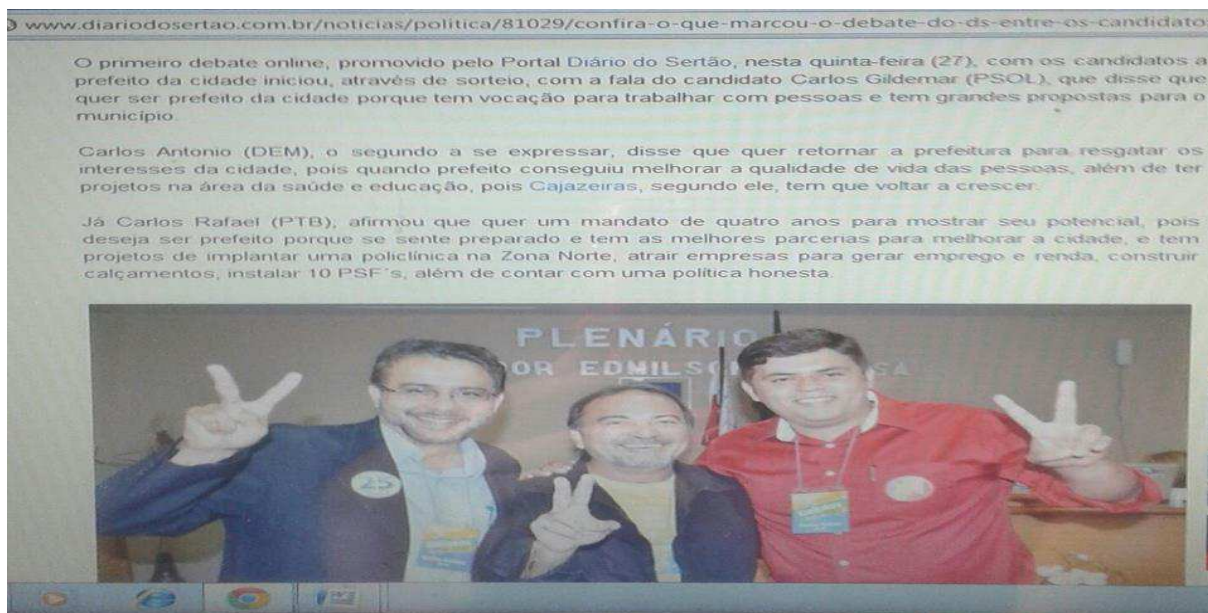 www.diariodosertao.com.br/noticias/politica/81029/confira-o-que-marcou-o-debate-do-ds-entre-os-candidato
O primeiro debate online, promovido pelo Portal Diário do Sertão, nesta quinta-feira (27), com os candidatos a
prefeito da cidade iniciou, através de sorteio, com a fala do candidato Carlos Gildemar (PSOL), que disse que
quer ser prefeito da cidade porque tem vocação para trabalhar com pessoas e tem grandes propostas para o
município.
Carlos Antonio (DEM), o segundo a se expressar, disse que quer retornar a prefeitura para resgatar os
interesses da cidade, pois quando prefeito conseguiu melhorar a qualidade de vida das pessoas, além de ter
projetos na área da saúde e educação, pois Cajazeiras, segundo ele, tem que voltar a crescer.
Já Carlos Rafael (PTB), afirmou que quer um mandato de quatro anos para mostrar seu potencial, pois
deseja ser prefeito porque se sente preparado e tem as melhores parcerias para melhorar a cidade, e tem
projetos de implantar uma policlínica na Zona Norte, atrair empresas para gerar emprego e renda, construir
calçamentos, instalar 10 PSF´s, além de contar com uma política honesta.
PLENÁRIO
OR EDMILS
SA
25